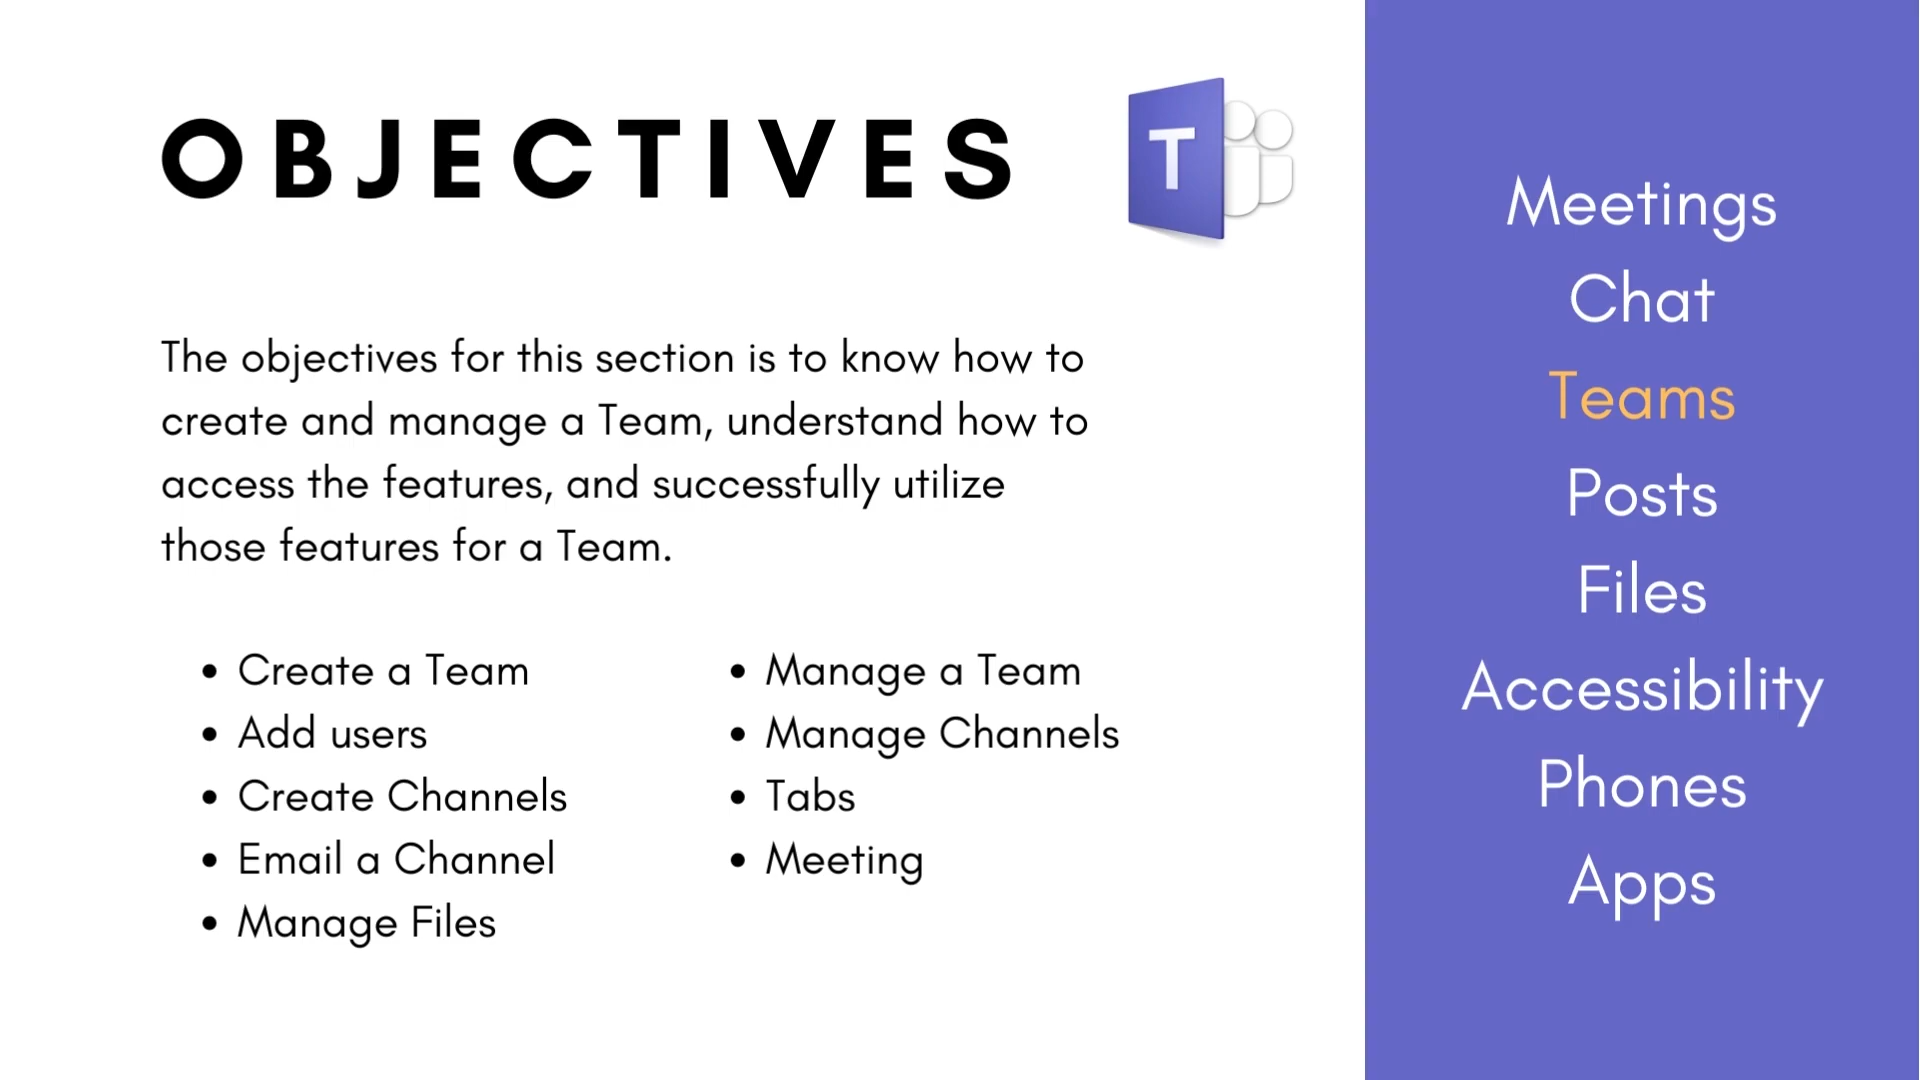 OBJECTIVES
T
The objectives for this section is to know how to
create and manage a Team, understand how to
access the features, and successfully utilize
those features for a Team.
• Create a Team
• Add users
• Create Channels
• Email a Channel
• Manage Files
• Manage a Team
• Manage Channels
• Tabs
• Meeting
Meetings
Chat
Teams
Posts
Files
Accessibility
Phones
Apps